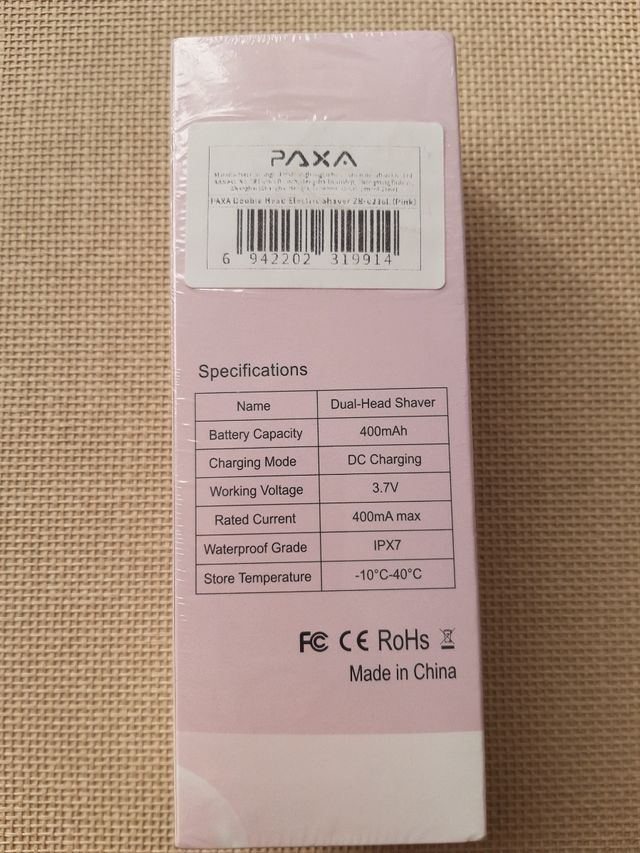 PAXA
PAXA Double Head Electric Shaver (Pink)
6 942202 319914
Specifications
Name Dual-Head Shaver
Battery Capacity 400mAh
Charging Mode DC Charging
Working Voltage 3.7V
Rated Current 400mA max
Waterproof Grade IPX7
Store Temperature -10°C-40°C
FC CE RoHs
Made in China